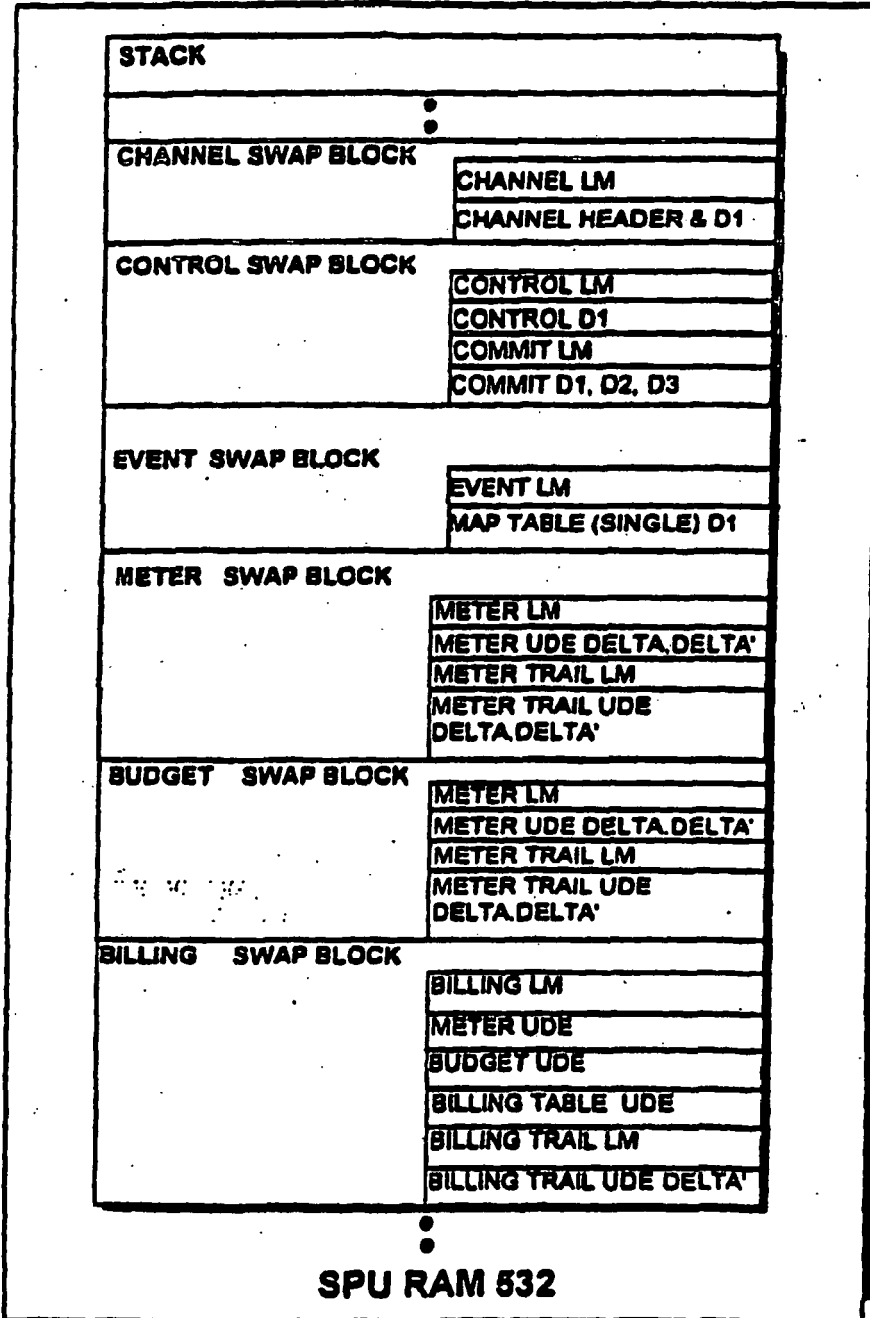 STACK
CHANNEL SWAP BLOCK
CHANNEL LM
CHANNEL HEADER & D1
CONTROL SWAP BLOCK
CONTROL LM
CONTROL D1
COMMIT LM
COMMIT D1, D2, D3
EVENT SWAP BLOCK
EVENT LM
MAP TABLE (SINGLE) D1
METER SWAP BLOCK
METER LM
METER UDE DELTA,DELTA'
METER TRAIL LM
METER TRAIL UDE
DELTA,DELTA'
BUDGET SWAP BLOCK
METER LM
METER UDE DELTA.DELTA'
METER TRAIL LM
METER TRAIL UDE
DELTA.DELTA'
BILLING SWAP BLOCK
BILLING LM
METER UDE
BUDGET UDE
BILLING TABLE UDE
BILLING TRAIL LM
BILLING TRAIL UDE DELTA'
SPU RAM 532